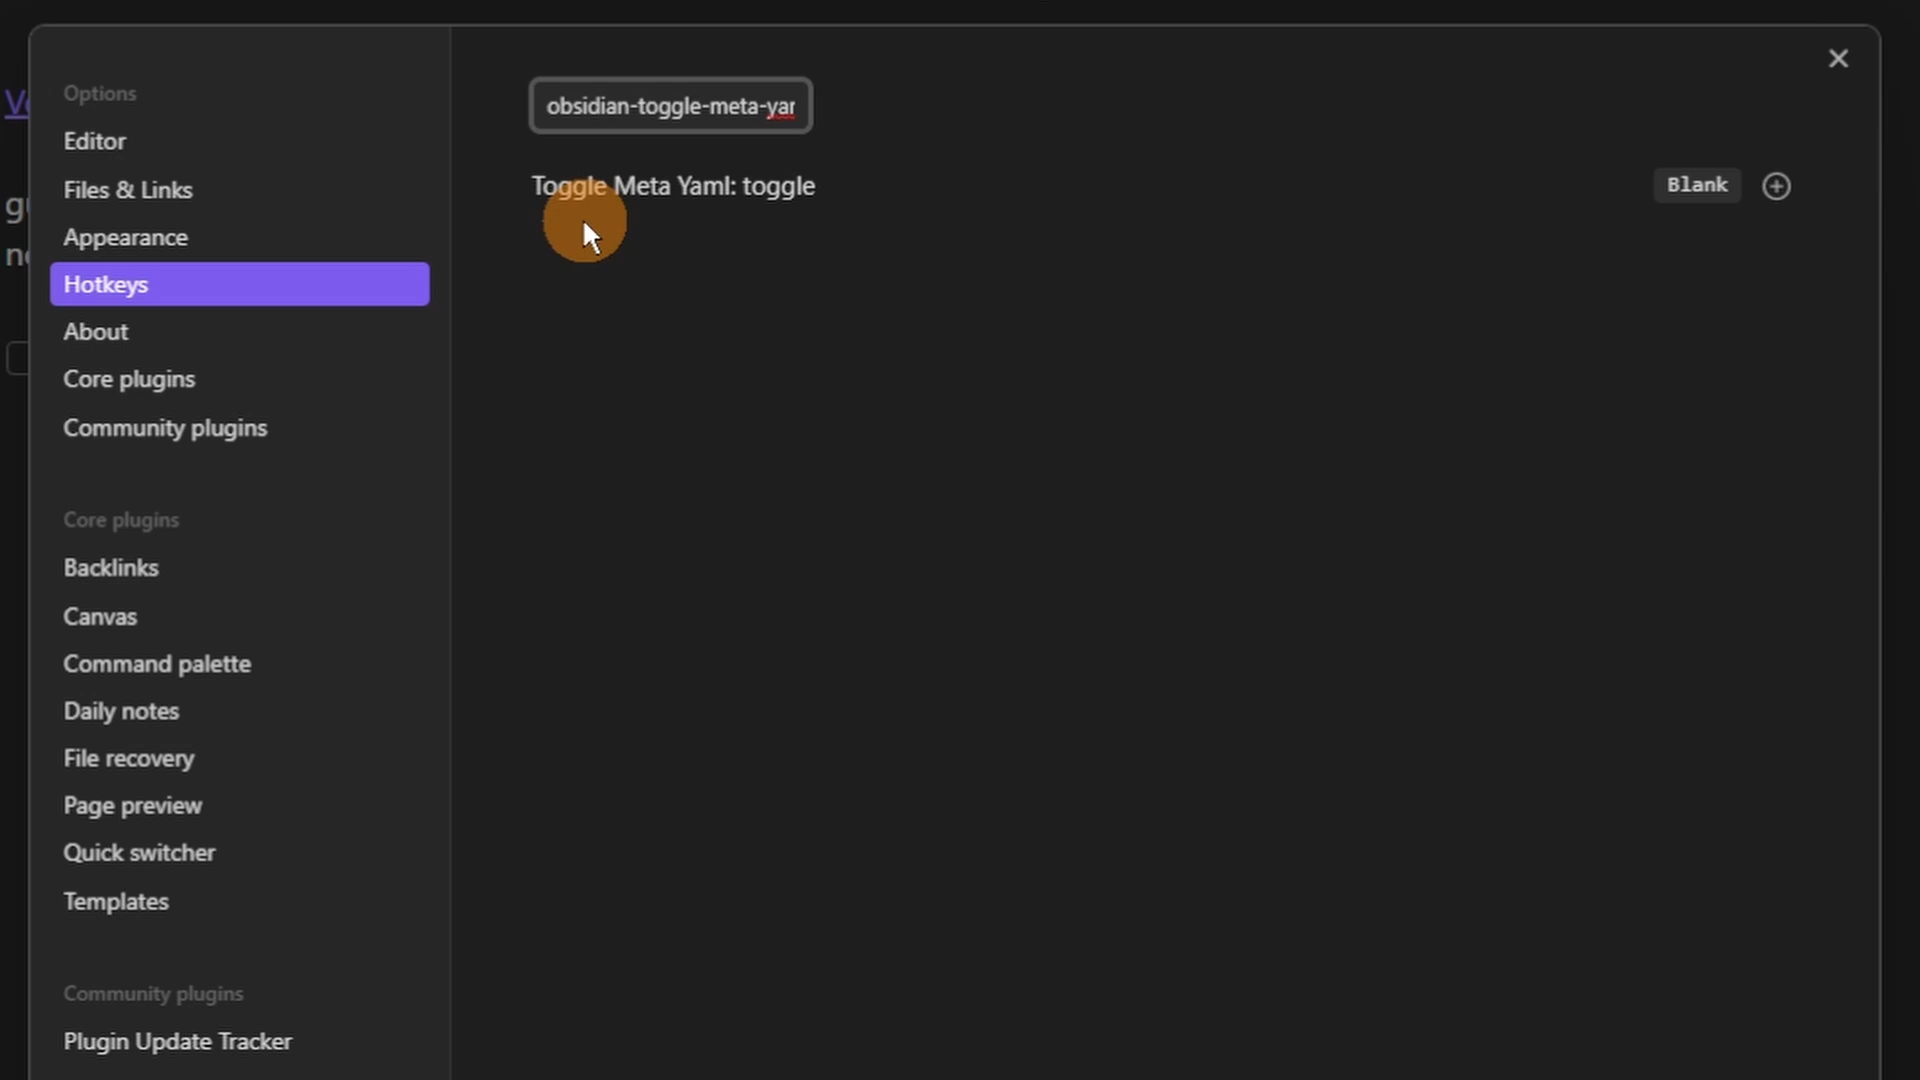 Options
Editor
Files & Links
Appearance
Hotkeys
About
Core plugins
Community plugins
Core plugins
Backlinks
Canvas
Command palette
Daily notes
File recovery
Page preview
Quick switcher
Templates
Community plugins
Plugin Update Tracker
obsidian-toggle-meta-yar
Toggle Meta Yaml: toggle
Blank